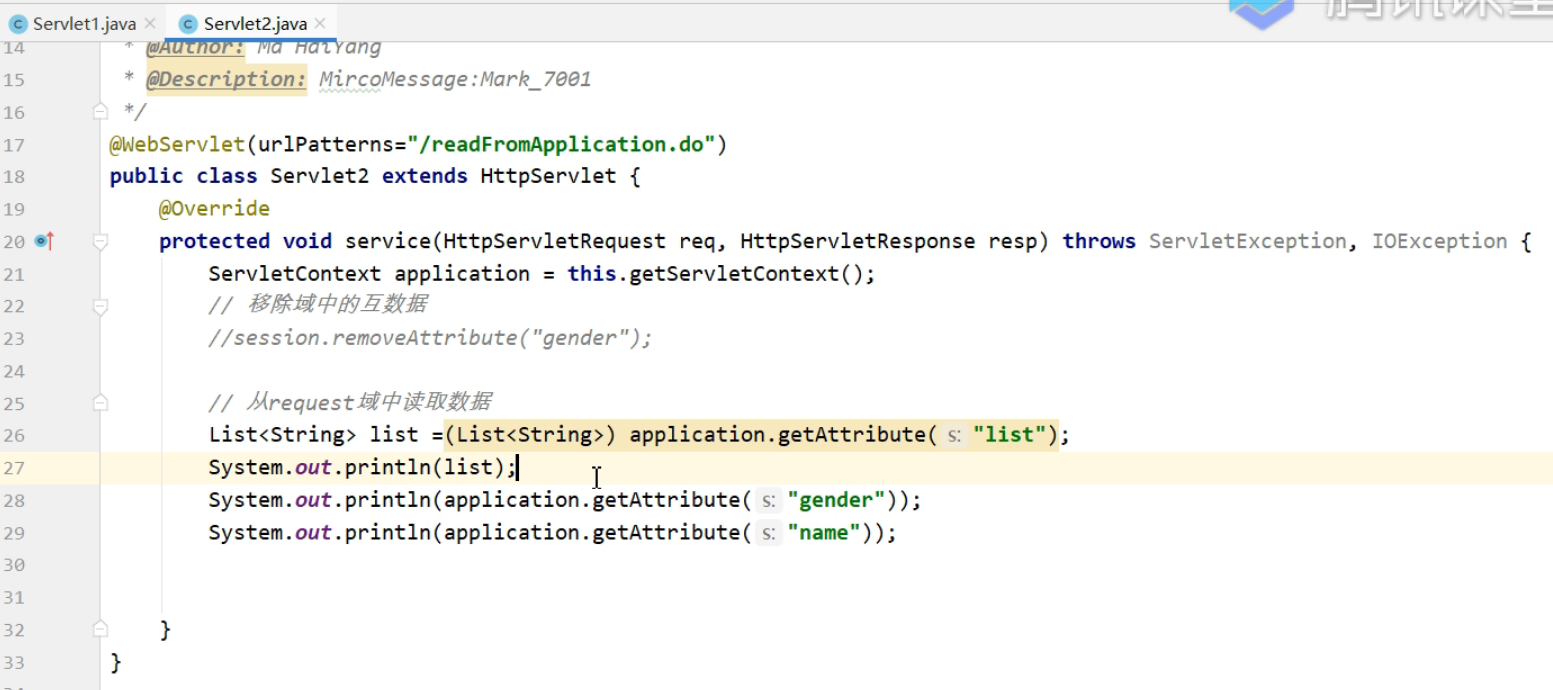 Servlet1.java × Servlet2.java ×
14 * @Author: Ma HaiYang
15 * @Description: MircoMessage:Mark_7001
16 */
17 @WebServlet(urlPatterns="/readFromApplication.do")
18 public class Servlet2 extends HttpServlet {
19 @Override
20 protected void service(HttpServletRequest req, HttpServletResponse resp) throws ServletException, IOException {
21 ServletContext application = this.getServletContext();
22 // 移除域中的互数据
23 //session.removeAttribute("gender");
24
25 // 从request域中读取数据
26 List<String> list =(List<String>) application.getAttribute( s: "list");
27 System.out.println(list);
28 System.out.println(application.getAttribute( s: "gender"));
29 System.out.println(application.getAttribute( s: "name"));
30
31
32 }
33 }